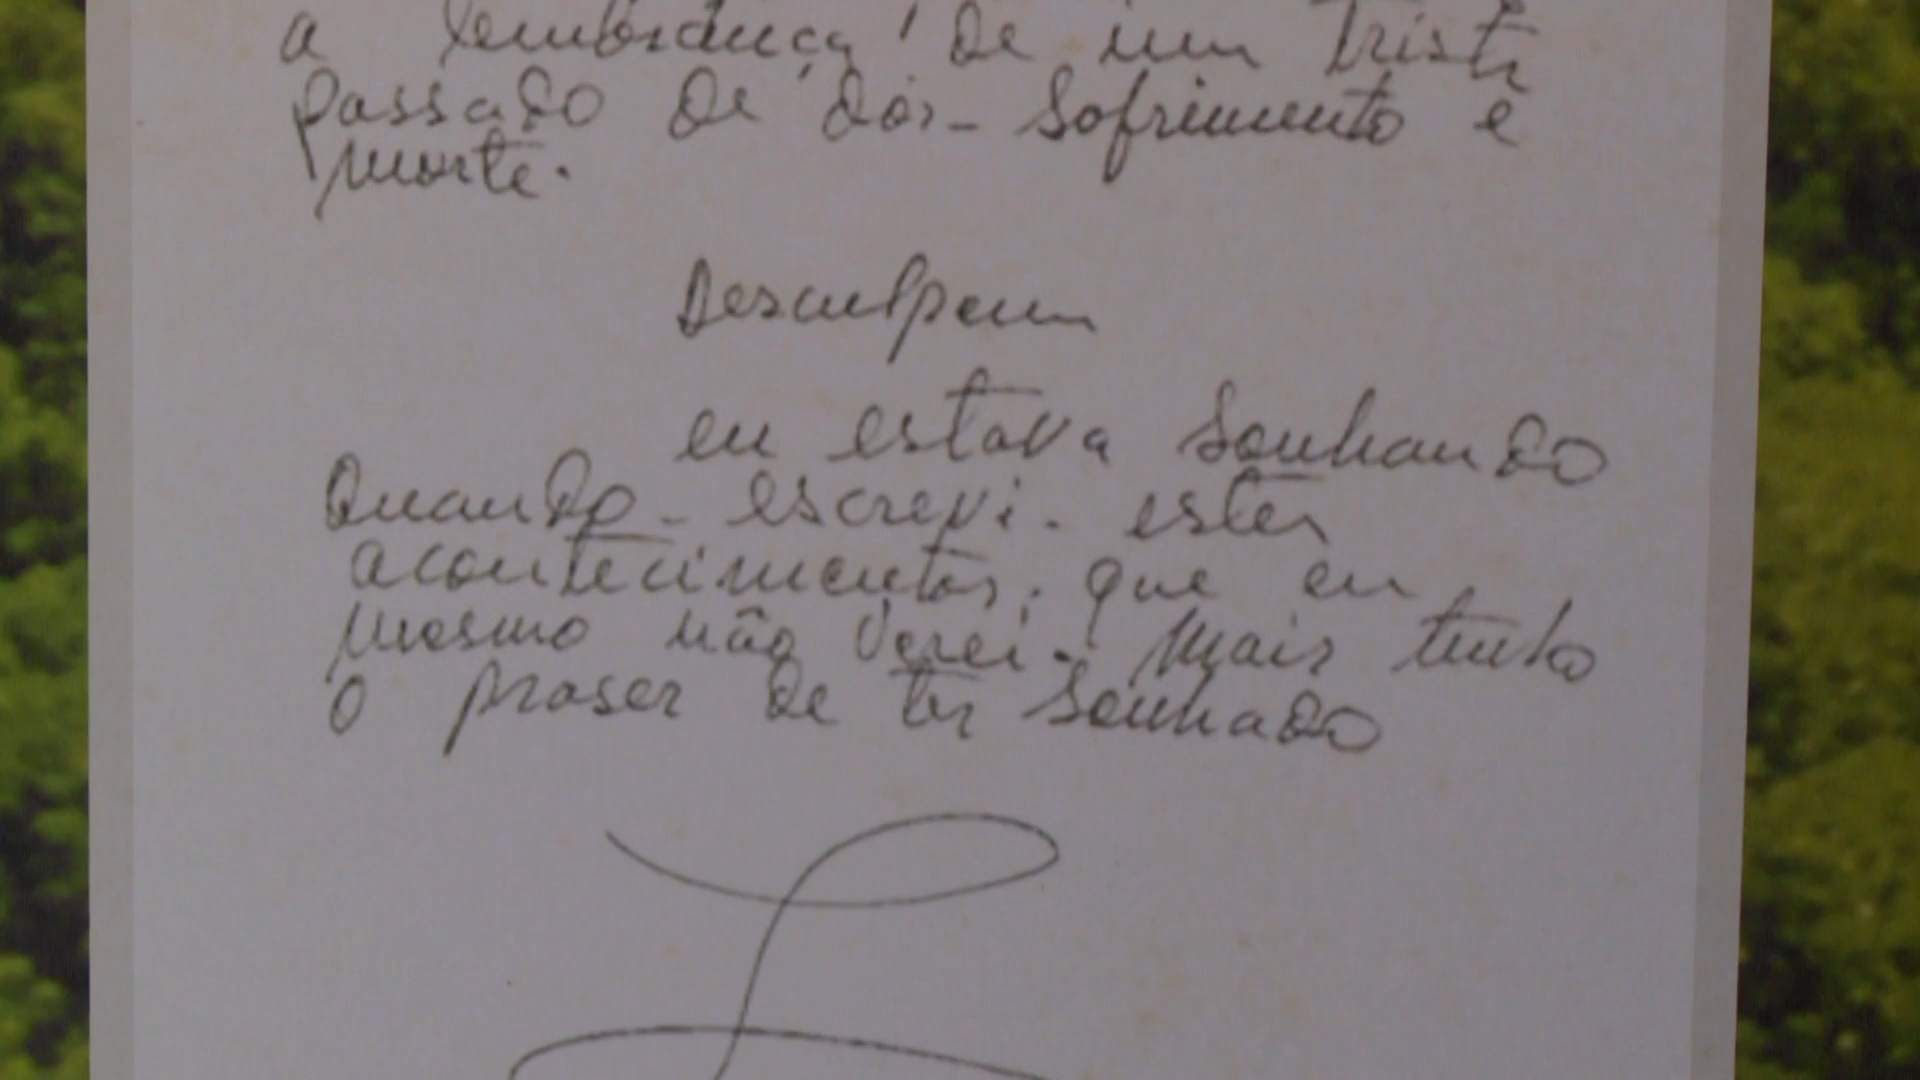 a lembrança de um triste
passado de dór - sofrimento e
morte.
Desculpem
eu estava sonhando
Quando - escrevi - estes
acontecimentos, que eu
mesmo não verei. Mais tenho
o praser de ter sonhado